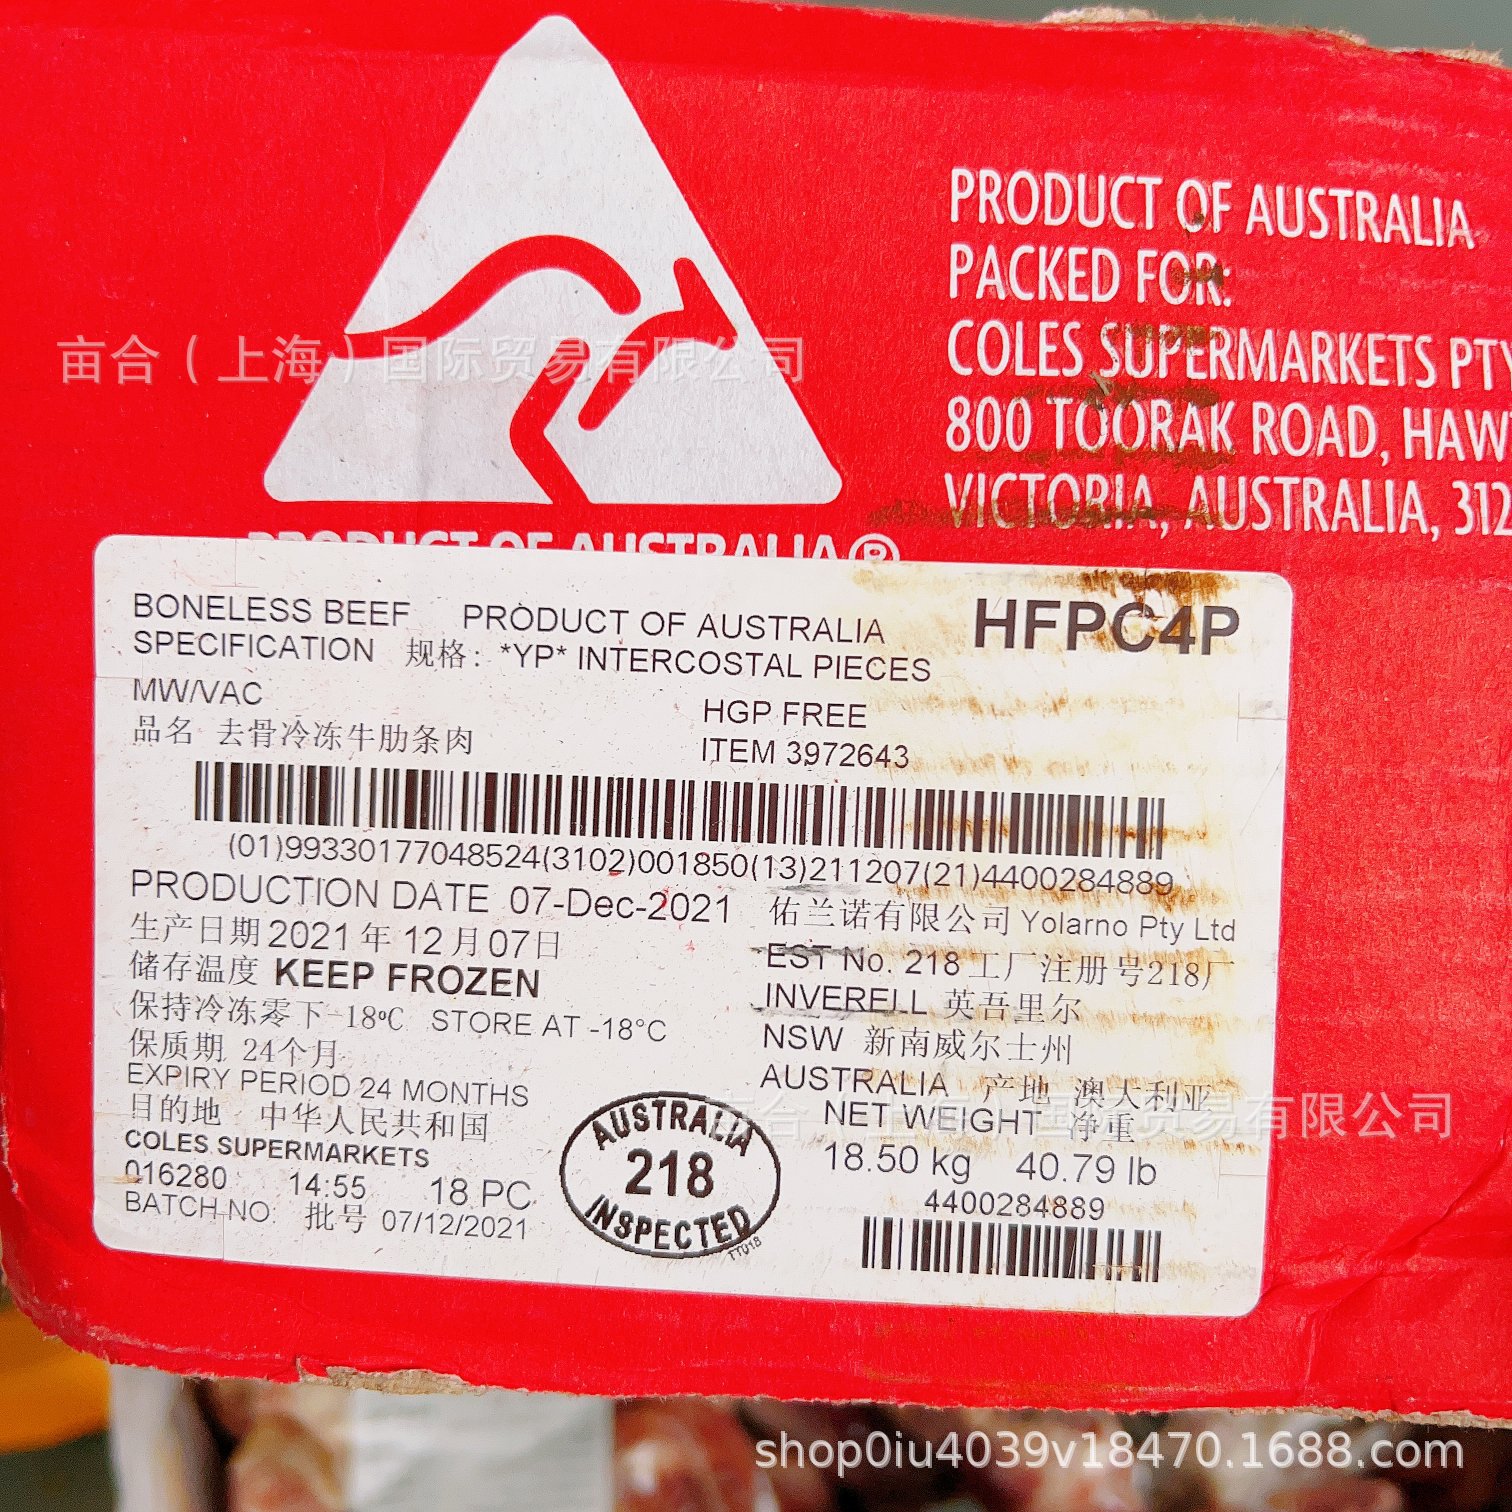 PRODUCT OF AUSTRALIA
PACKED FOR:
COLES SUPERMARKETS PTY
800 TOORAK ROAD, HAW
VICTORIA, AUSTRALIA, 312
亩合（上海）国际贸易有限公司
PRODUCT OF AUSTRALIA®
BONELESS BEEF PRODUCT OF AUSTRALIA HFPC4P
SPECIFICATION 规格: *YP* INTERCOSTAL PIECES
MW/VAC HGP FREE
品名 去骨冷冻牛肋条肉 ITEM 3972643
(01)99330177048524(3102)001850(13)211207(21)4400284889
PRODUCTION DATE 07-Dec-2021
生产日期 2021 年 12 月 07日
储存温度 KEEP FROZEN
保持冷冻零下-18ºC STORE AT -18°C
保质期 24个月
EXPIRY PERIOD 24 MONTHS
目的地 中华人民共和国
COLES SUPERMARKETS
016280 14:55 18 PC
BATCH NO 批号 07/12/2021
佑兰诺有限公司 Yolarno Pty Ltd
EST No. 218 工厂注册号218厂
INVERELL 英吾里尔
NSW 新南威尔士州
AUSTRALIA 产地 澳大利亚
NET WEIGHT 净重
18.50 kg 40.79 lb
4400284889
AUSTRALIA
218
INSPECTED
亩合（上海）国际贸易有限公司
shop0iu4039v18470.1688.com